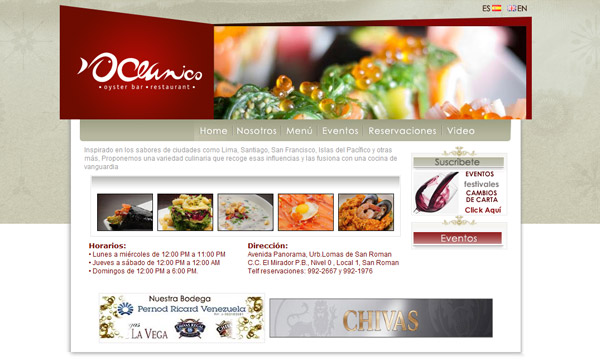 ES EN
Oceanico
• oyster bar • restaurant •
Home Nosotros Menú Eventos Reservaciones Video
Inspirado en los sabores de ciudades como Lima, Santiago, San Francisco, Islas del Pacifico y otras
más, Proponemos una variedad culinaria que recoge esas influencias y las fusiona con una cocina de
vanguardia
Suscribete
EVENTOS
festivales
CAMBIOS
DE CARTA
Click Aquí
Eventos
Horarios:
• Lunes a miércoles de 12:00 PM a 11:00 PM
• Jueves a sábado de 12:00 PM a 12:00 AM
• Domingos de 12:00 PM a 6:00 PM.
Dirección:
Avenida Panorama, Urb.Lomas de San Roman
C.C. El Mirador P.B., Nivel 0 , Local 1, San Roman
Telf reservaciones: 992-2667 y 992-1976
Nuestra Bodega
Pernod Ricard Venezuela
LA VEGA
CHIVAS REGAL
CHIVAS